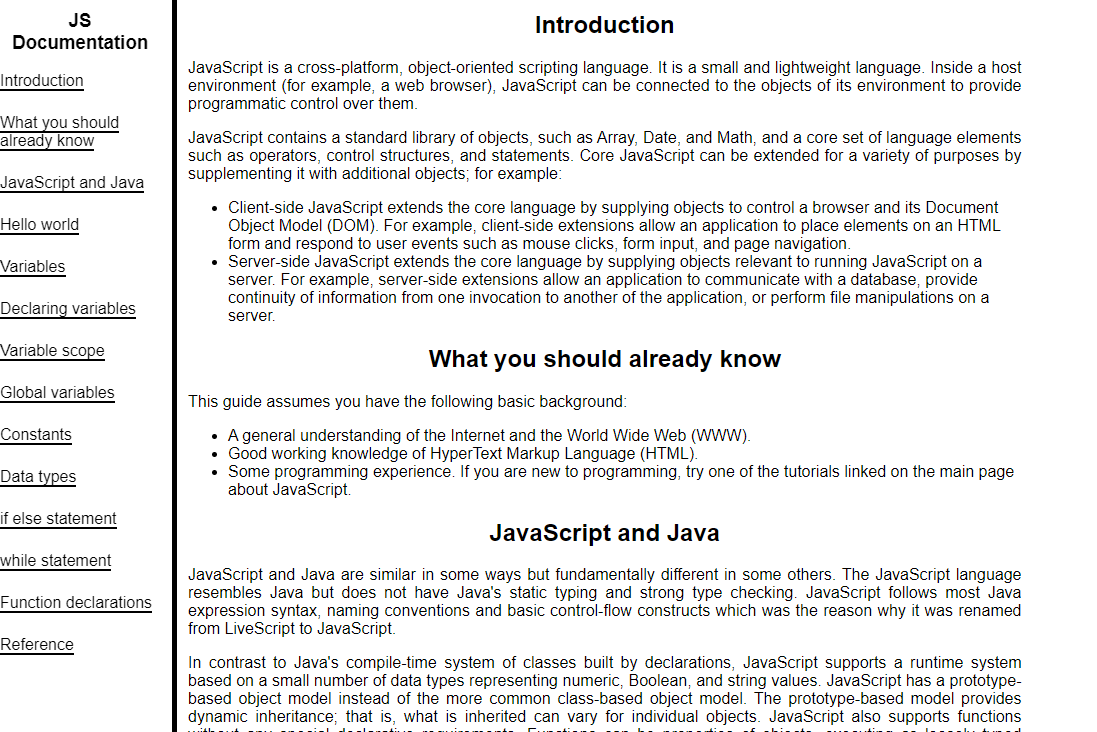 JS
Documentation
Introduction
What you should
already know
JavaScript and Java
Hello world
Variables
Declaring variables
Variable scope
Global variables
Constants
Data types
if else statement
while statement
Function declarations
Reference
Introduction
JavaScript is a cross-platform, object-oriented scripting language. It is a small and lightweight language. Inside a host
environment (for example, a web browser), JavaScript can be connected to the objects of its environment to provide
programmatic control over them.
JavaScript contains a standard library of objects, such as Array, Date, and Math, and a core set of language elements
such as operators, control structures, and statements. Core JavaScript can be extended for a variety of purposes by
supplementing it with additional objects; for example:
• Client-side JavaScript extends the core language by supplying objects to control a browser and its Document
Object Model (DOM). For example, client-side extensions allow an application to place elements on an HTML
form and respond to user events such as mouse clicks, form input, and page navigation.
• Server-side JavaScript extends the core language by supplying objects relevant to running JavaScript on a
server. For example, server-side extensions allow an application to communicate with a database, provide
continuity of information from one invocation to another of the application, or perform file manipulations on a
server.
What you should already know
This guide assumes you have the following basic background:
• A general understanding of the Internet and the World Wide Web (WWW).
• Good working knowledge of HyperText Markup Language (HTML).
• Some programming experience. If you are new to programming, try one of the tutorials linked on the main page
about JavaScript.
JavaScript and Java
JavaScript and Java are similar in some ways but fundamentally different in some others. The JavaScript language
resembles Java but does not have Java's static typing and strong type checking. JavaScript follows most Java
expression syntax, naming conventions and basic control-flow constructs which was the reason why it was renamed
from LiveScript to JavaScript.
In contrast to Java's compile-time system of classes built by declarations, JavaScript supports a runtime system
based on a small number of data types representing numeric, Boolean, and string values. JavaScript has a prototype-
based object model instead of the more common class-based object model. The prototype-based model provides
dynamic inheritance; that is, what is inherited can vary for individual objects. JavaScript also supports functions